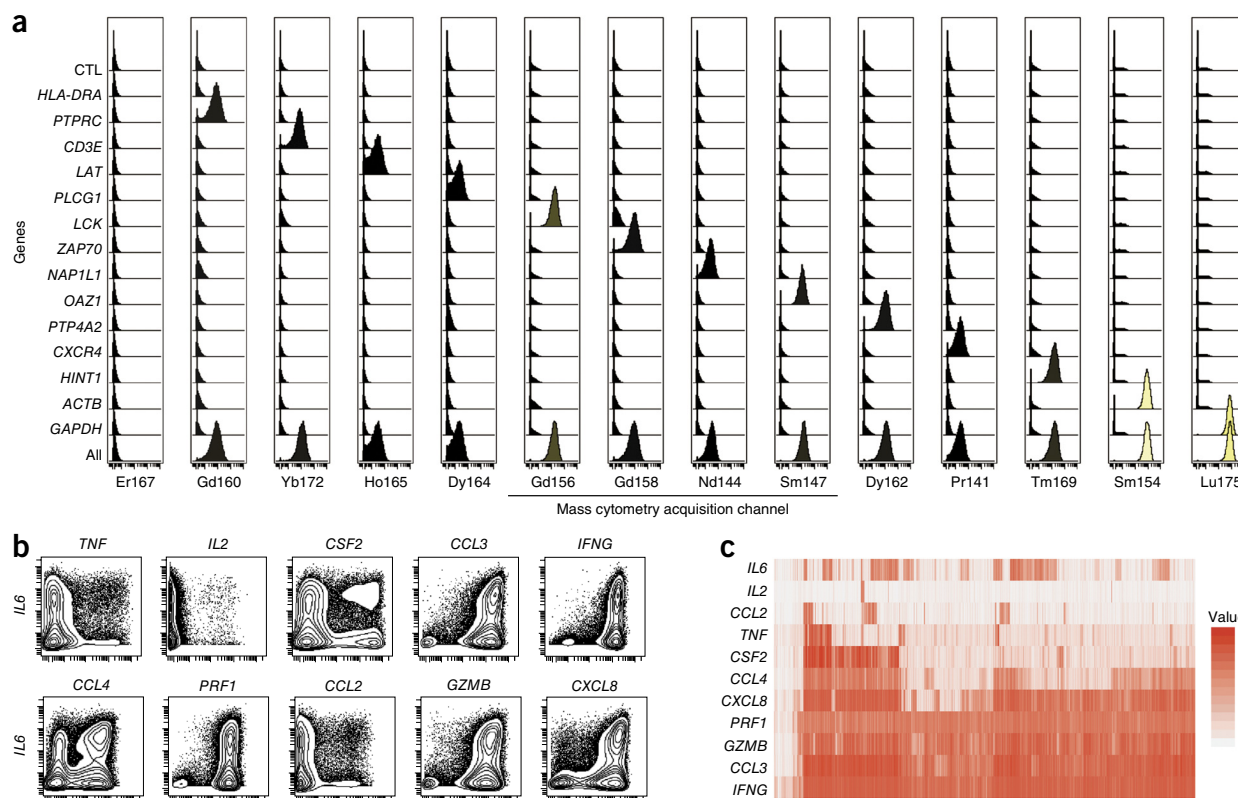 a
Genes
CTL
HLA-DRA
PTPRC
CD3E
LAT
PLCG1
LCK
ZAP70
NAP1L1
OAZ1
PTP4A2
CXCR4
HINT1
ACTB
GAPDH
All
Er167 Gd160 Yb172 Ho165 Dy164 Gd156 Gd158 Nd144 Sm147 Dy162 Pr141 Tm169 Sm154 Lu175
Mass cytometry acquisition channel
b
TNF IL2 CSF2 CCL3 IFNG
IL6
CCL4 PRF1 CCL2 GZMB CXCL8
IL6
c
IL6
IL2
CCL2
TNF
CSF2
CCL4
CXCL8
PRF1
GZMB
CCL3
IFNG
Valu